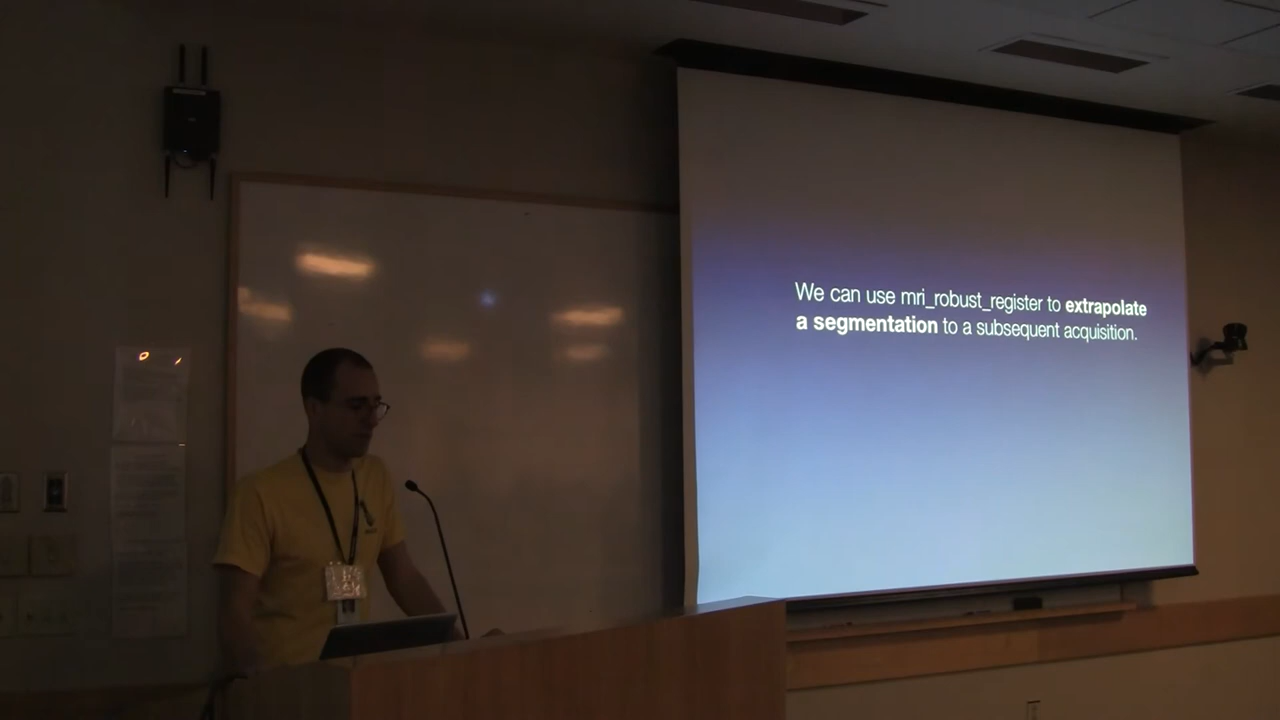 We can use mri_robust_register to extrapolate
a segmentation to a subsequent acquisition.